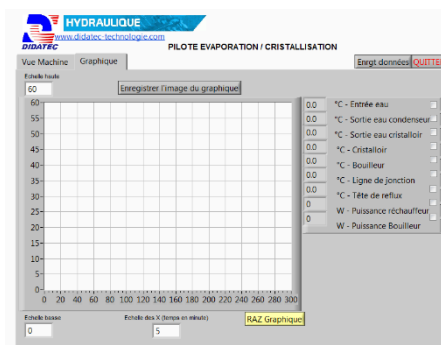 HYDRAULIQUE
www.didatec-technologie.com
DIDATEC
PILOTE EVAPORATION / CRISTALLISATION
Vue Machine Graphique Enrgt données QUITTE
Echelle haute
60 Enregistrer l'image du graphique
60
55
50
45
40
35
30
25
20
15
10
5
0
0 20 40 60 80 100 120 140 160 180 200 220 240 260 280 300
0.0 °C - Entrée eau
0.0 °C - Sortie eau condenseur
0.0 °C - Sortie eau cristalloir
0.0 °C - Cristalloir
0.0 °C - Bouilleur
0.0 °C - Ligne de jonction
0.0 °C - Tête de reflux
0 W - Puissance réchauffeur
0 W - Puissance Bouilleur
Echelle basse Echelle des X (temps en minute) RAZ Graphique
0 5